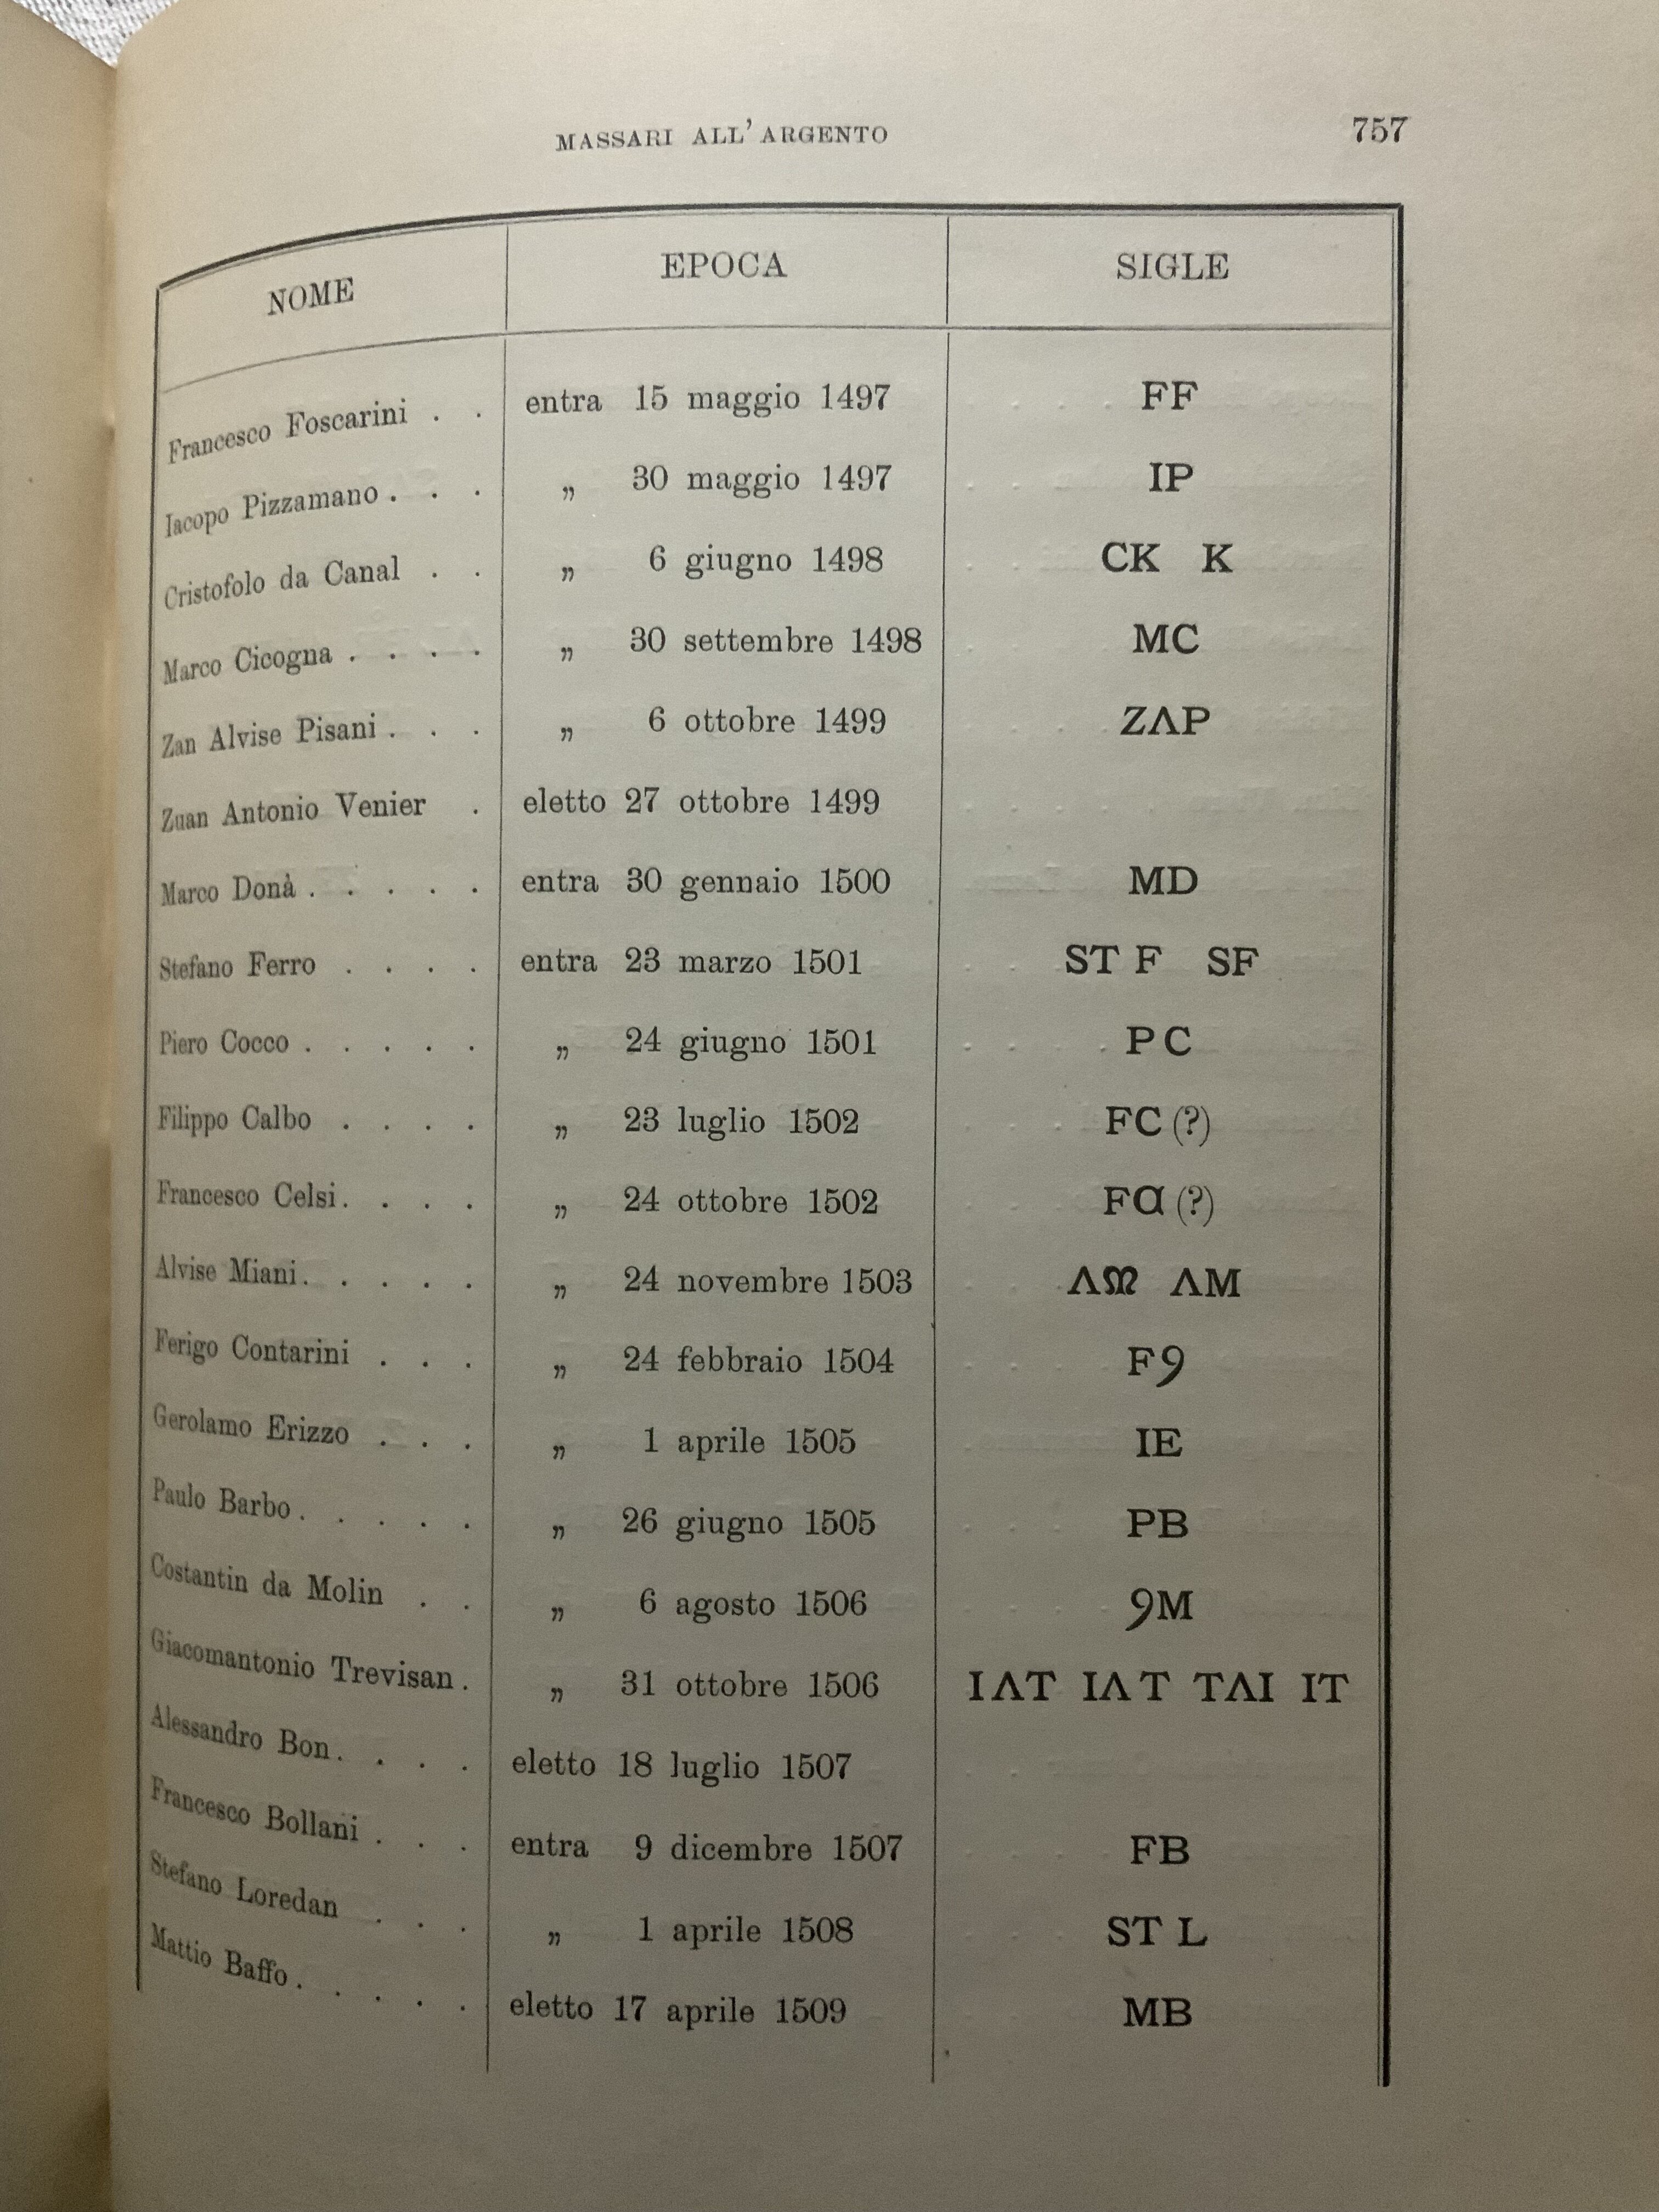 MASSARI ALL' ARGENTO 757
NOME EPOCA SIGLE
Francesco Foscarini . . entra 15 maggio 1497 FF
Iacopo Pizzamano . . . „ 30 maggio 1497 IP
Cristofolo da Canal . . „ 6 giugno 1498 CK K
Marco Cicogna . . . . „ 30 settembre 1498 MC
Zan Alvise Pisani . . . „ 6 ottobre 1499 ZΛP
Zuan Antonio Venier . eletto 27 ottobre 1499
Marco Donà . . . . . entra 30 gennaio 1500 MD
Stefano Ferro . . . . entra 23 marzo 1501 ST F SF
Piero Cocco . . . . . „ 24 giugno 1501 P C
Filippo Calbo . . . . „ 23 luglio 1502 FC (?)
Francesco Celsi . . . . „ 24 ottobre 1502 Fɑ (?)
Alvise Miani . . . . . „ 24 novembre 1503 Λ𝔐 ΛM
Ferigo Contarini . . . „ 24 febbraio 1504 F9
Gerolamo Erizzo . . . „ 1 aprile 1505 IE
Paulo Barbo . . . . . „ 26 giugno 1505 PB
Costantin da Molin . . „ 6 agosto 1506 9M
Giacomantonio Trevisan . „ 31 ottobre 1506 I ΛT IΛ T TΛI IT
Alessandro Bon . . . . eletto 18 luglio 1507
Francesco Bollani . . . entra 9 dicembre 1507 FB
Stefano Loredan . . . „ 1 aprile 1508 ST L
Mattio Baffo . . . . . eletto 17 aprile 1509 MB